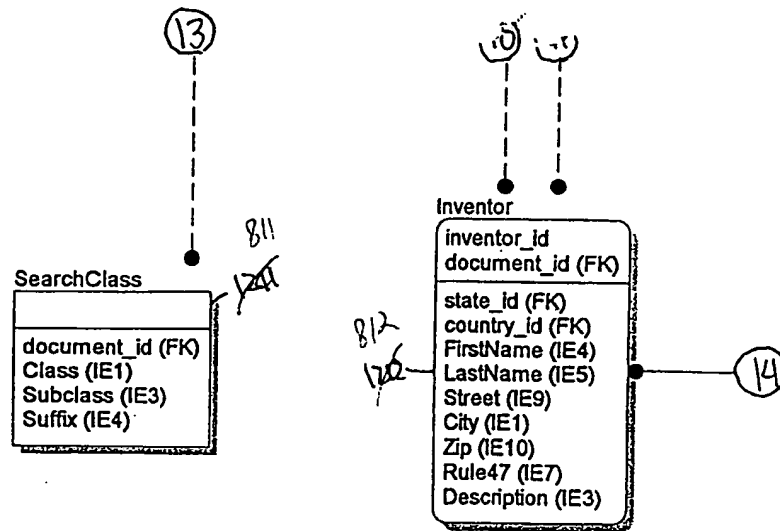 13
811
SearchClass
document_id (FK)
Class (IE1)
Subclass (IE3)
Suffix (IE4)
Inventor
inventor_id
document_id (FK)
state_id (FK)
country_id (FK)
FirstName (IE4)
LastName (IE5)
Street (IE9)
City (IE1)
Zip (IE10)
Rule47 (IE7)
Description (IE3)
812
14